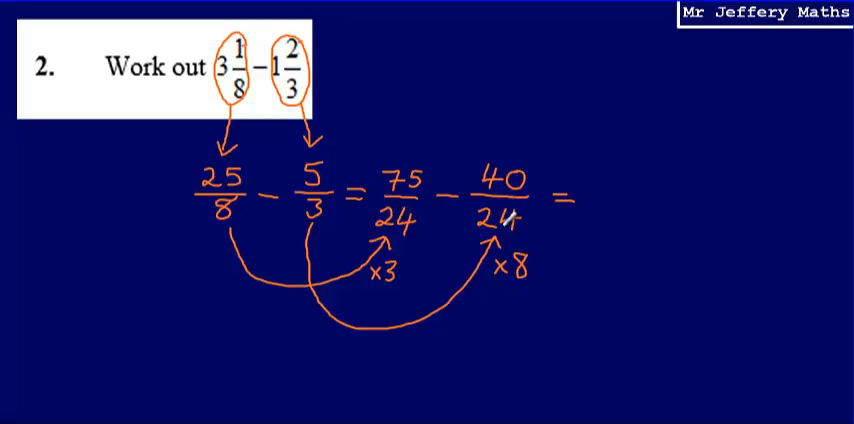 Mr Jeffery Maths
2. Work out 3 1/8 − 1 2/3
25/8 − 5/3 = 75/24 − 40/24 =
×3
×8